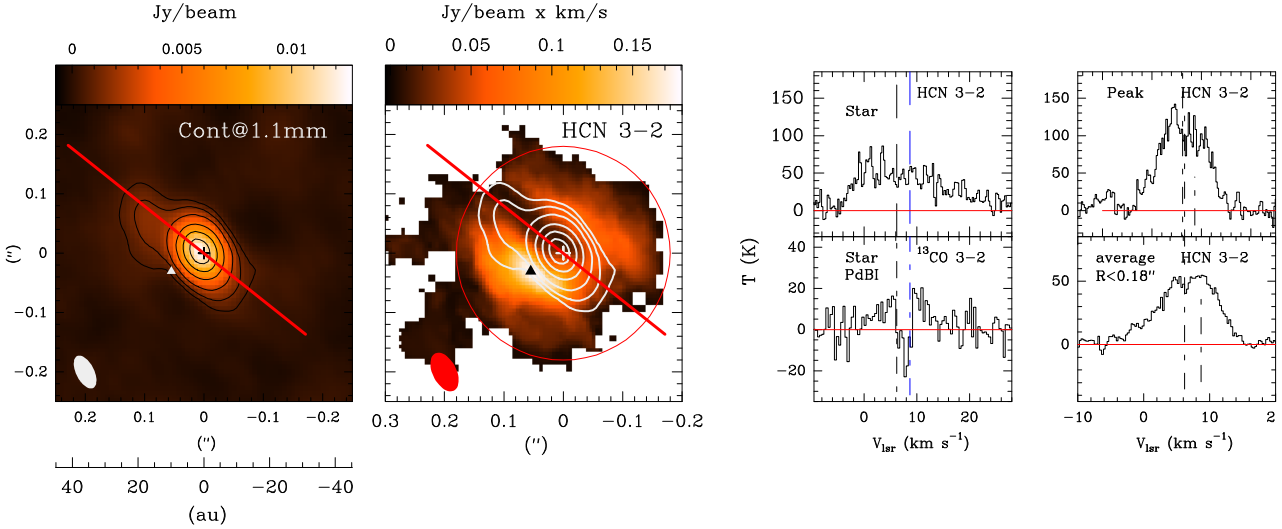 Jy/beam
0 0.005 0.01
Cont@1.1mm
0.2
0.1
0
−0.1
−0.2
(")
0.2 0.1 0 −0.1 −0.2
(")
40 20 0 −20 −40
(au)
Jy/beam x km/s
0 0.05 0.1 0.15
HCN 3−2
0.3 0.2 0.1 0 −0.1 −0.2
(")
T (K)
150
100
50
0
Star
HCN 3−2
40
20
0
−20
Star
PdBI
¹³CO 3−2
0 10 20
V_lsr (km s⁻¹)
150
100
50
0
Peak
HCN 3−2
50
0
average
R<0.18"
HCN 3−2
−10 0 10 2
V_lsr (km s⁻¹)